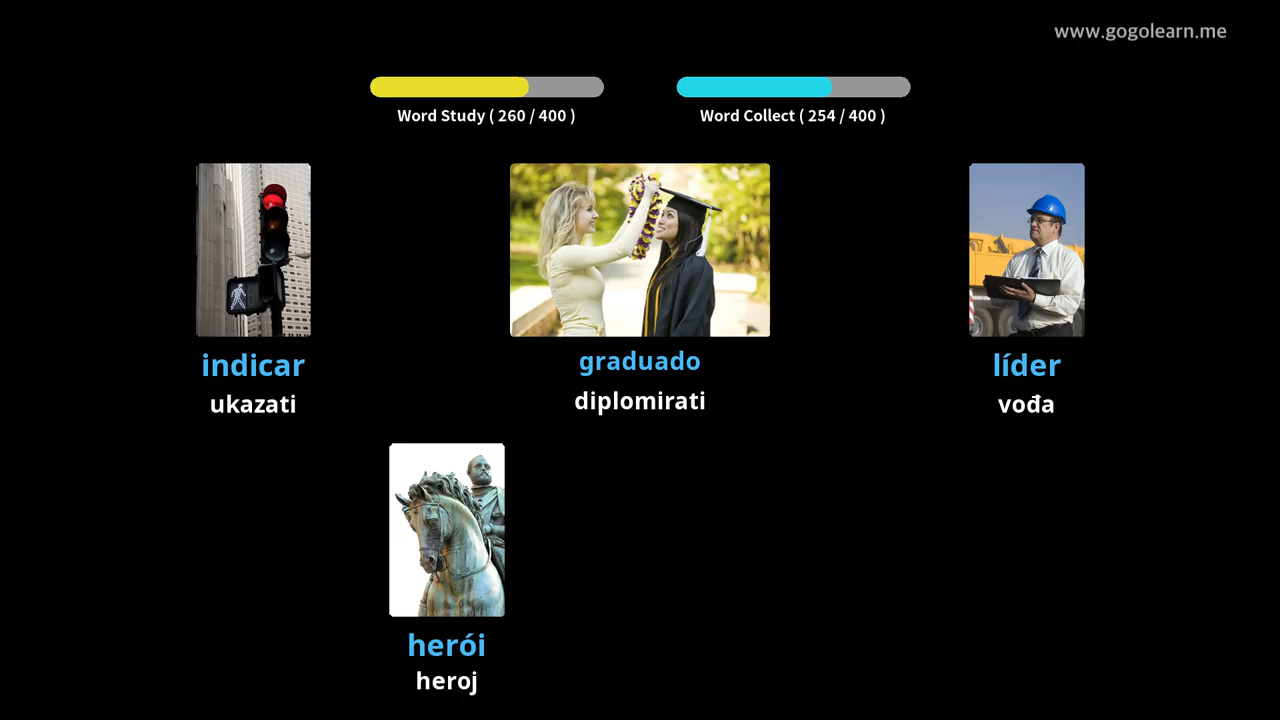 www.gogolearn.me
Word Study ( 260 / 400 )
Word Collect ( 254 / 400 )
indicar
ukazati
graduado
diplomirati
líder
vođa
herói
heroj